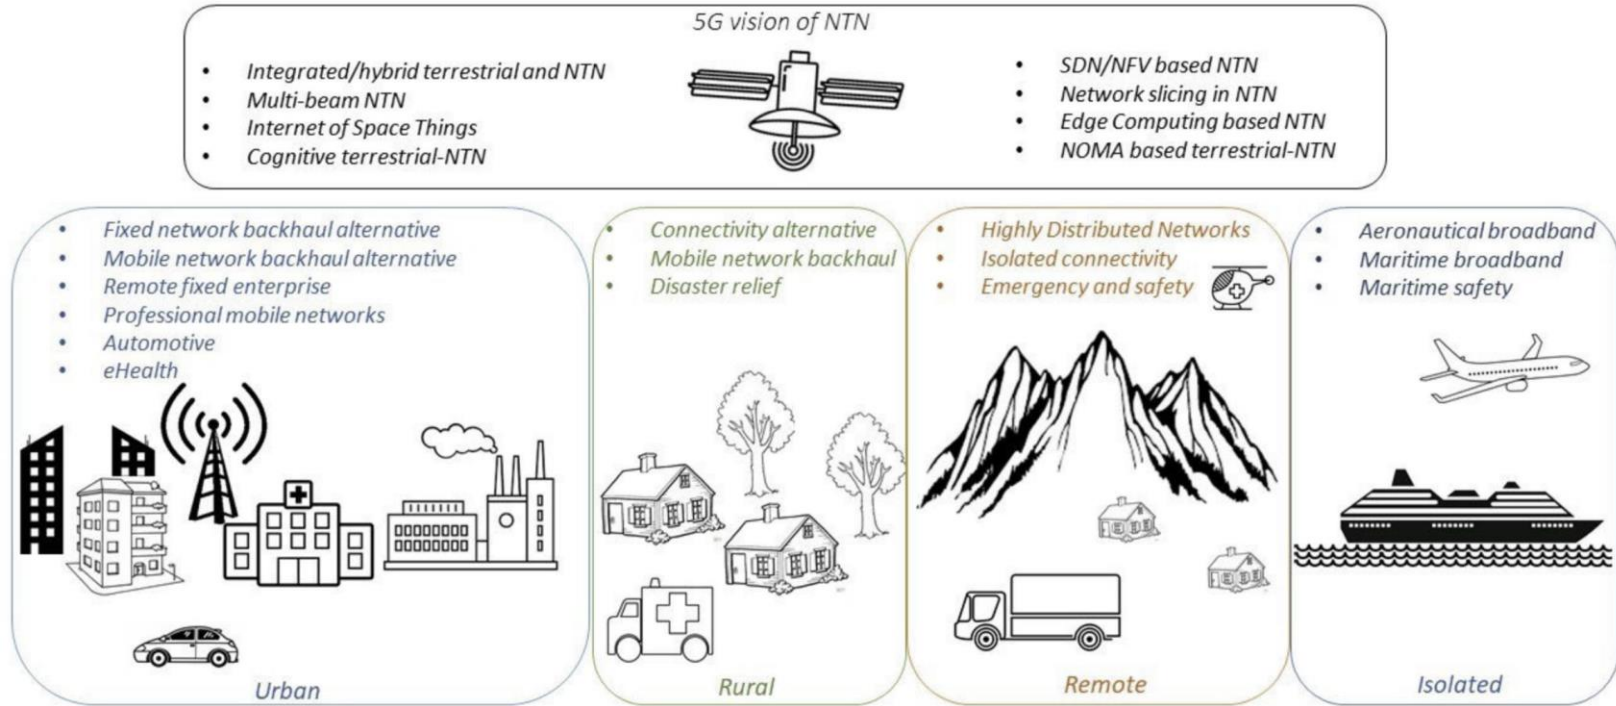 5G vision of NTN
• Integrated/hybrid terrestrial and NTN
• Multi-beam NTN
• Internet of Space Things
• Cognitive terrestrial-NTN
• SDN/NFV based NTN
• Network slicing in NTN
• Edge Computing based NTN
• NOMA based terrestrial-NTN
• Fixed network backhaul alternative
• Mobile network backhaul alternative
• Remote fixed enterprise
• Professional mobile networks
• Automotive
• eHealth
Urban
• Connectivity alternative
• Mobile network backhaul
• Disaster relief
Rural
• Highly Distributed Networks
• Isolated connectivity
• Emergency and safety
Remote
• Aeronautical broadband
• Maritime broadband
• Maritime safety
Isolated